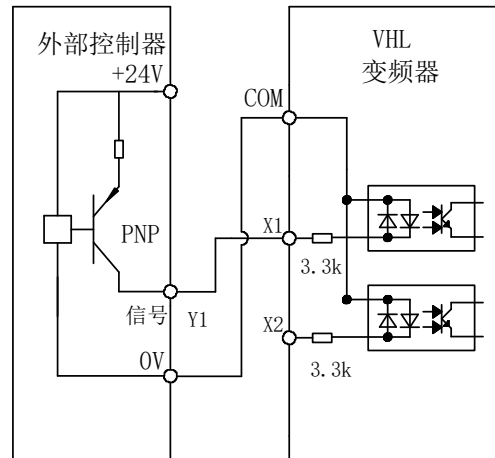 外部控制器
+24V
PNP
信号
Y1
0V
VHL
变频器
COM
X1
3.3k
X2
3.3k